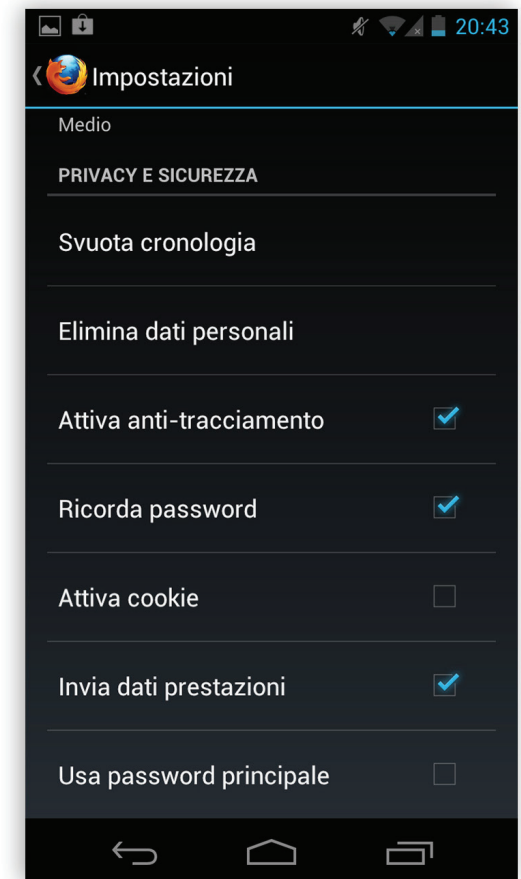 20:43
Impostazioni
Medio
PRIVACY E SICUREZZA
Svuota cronologia
Elimina dati personali
Attiva anti-tracciamento
Ricorda password
Attiva cookie
Invia dati prestazioni
Usa password principale